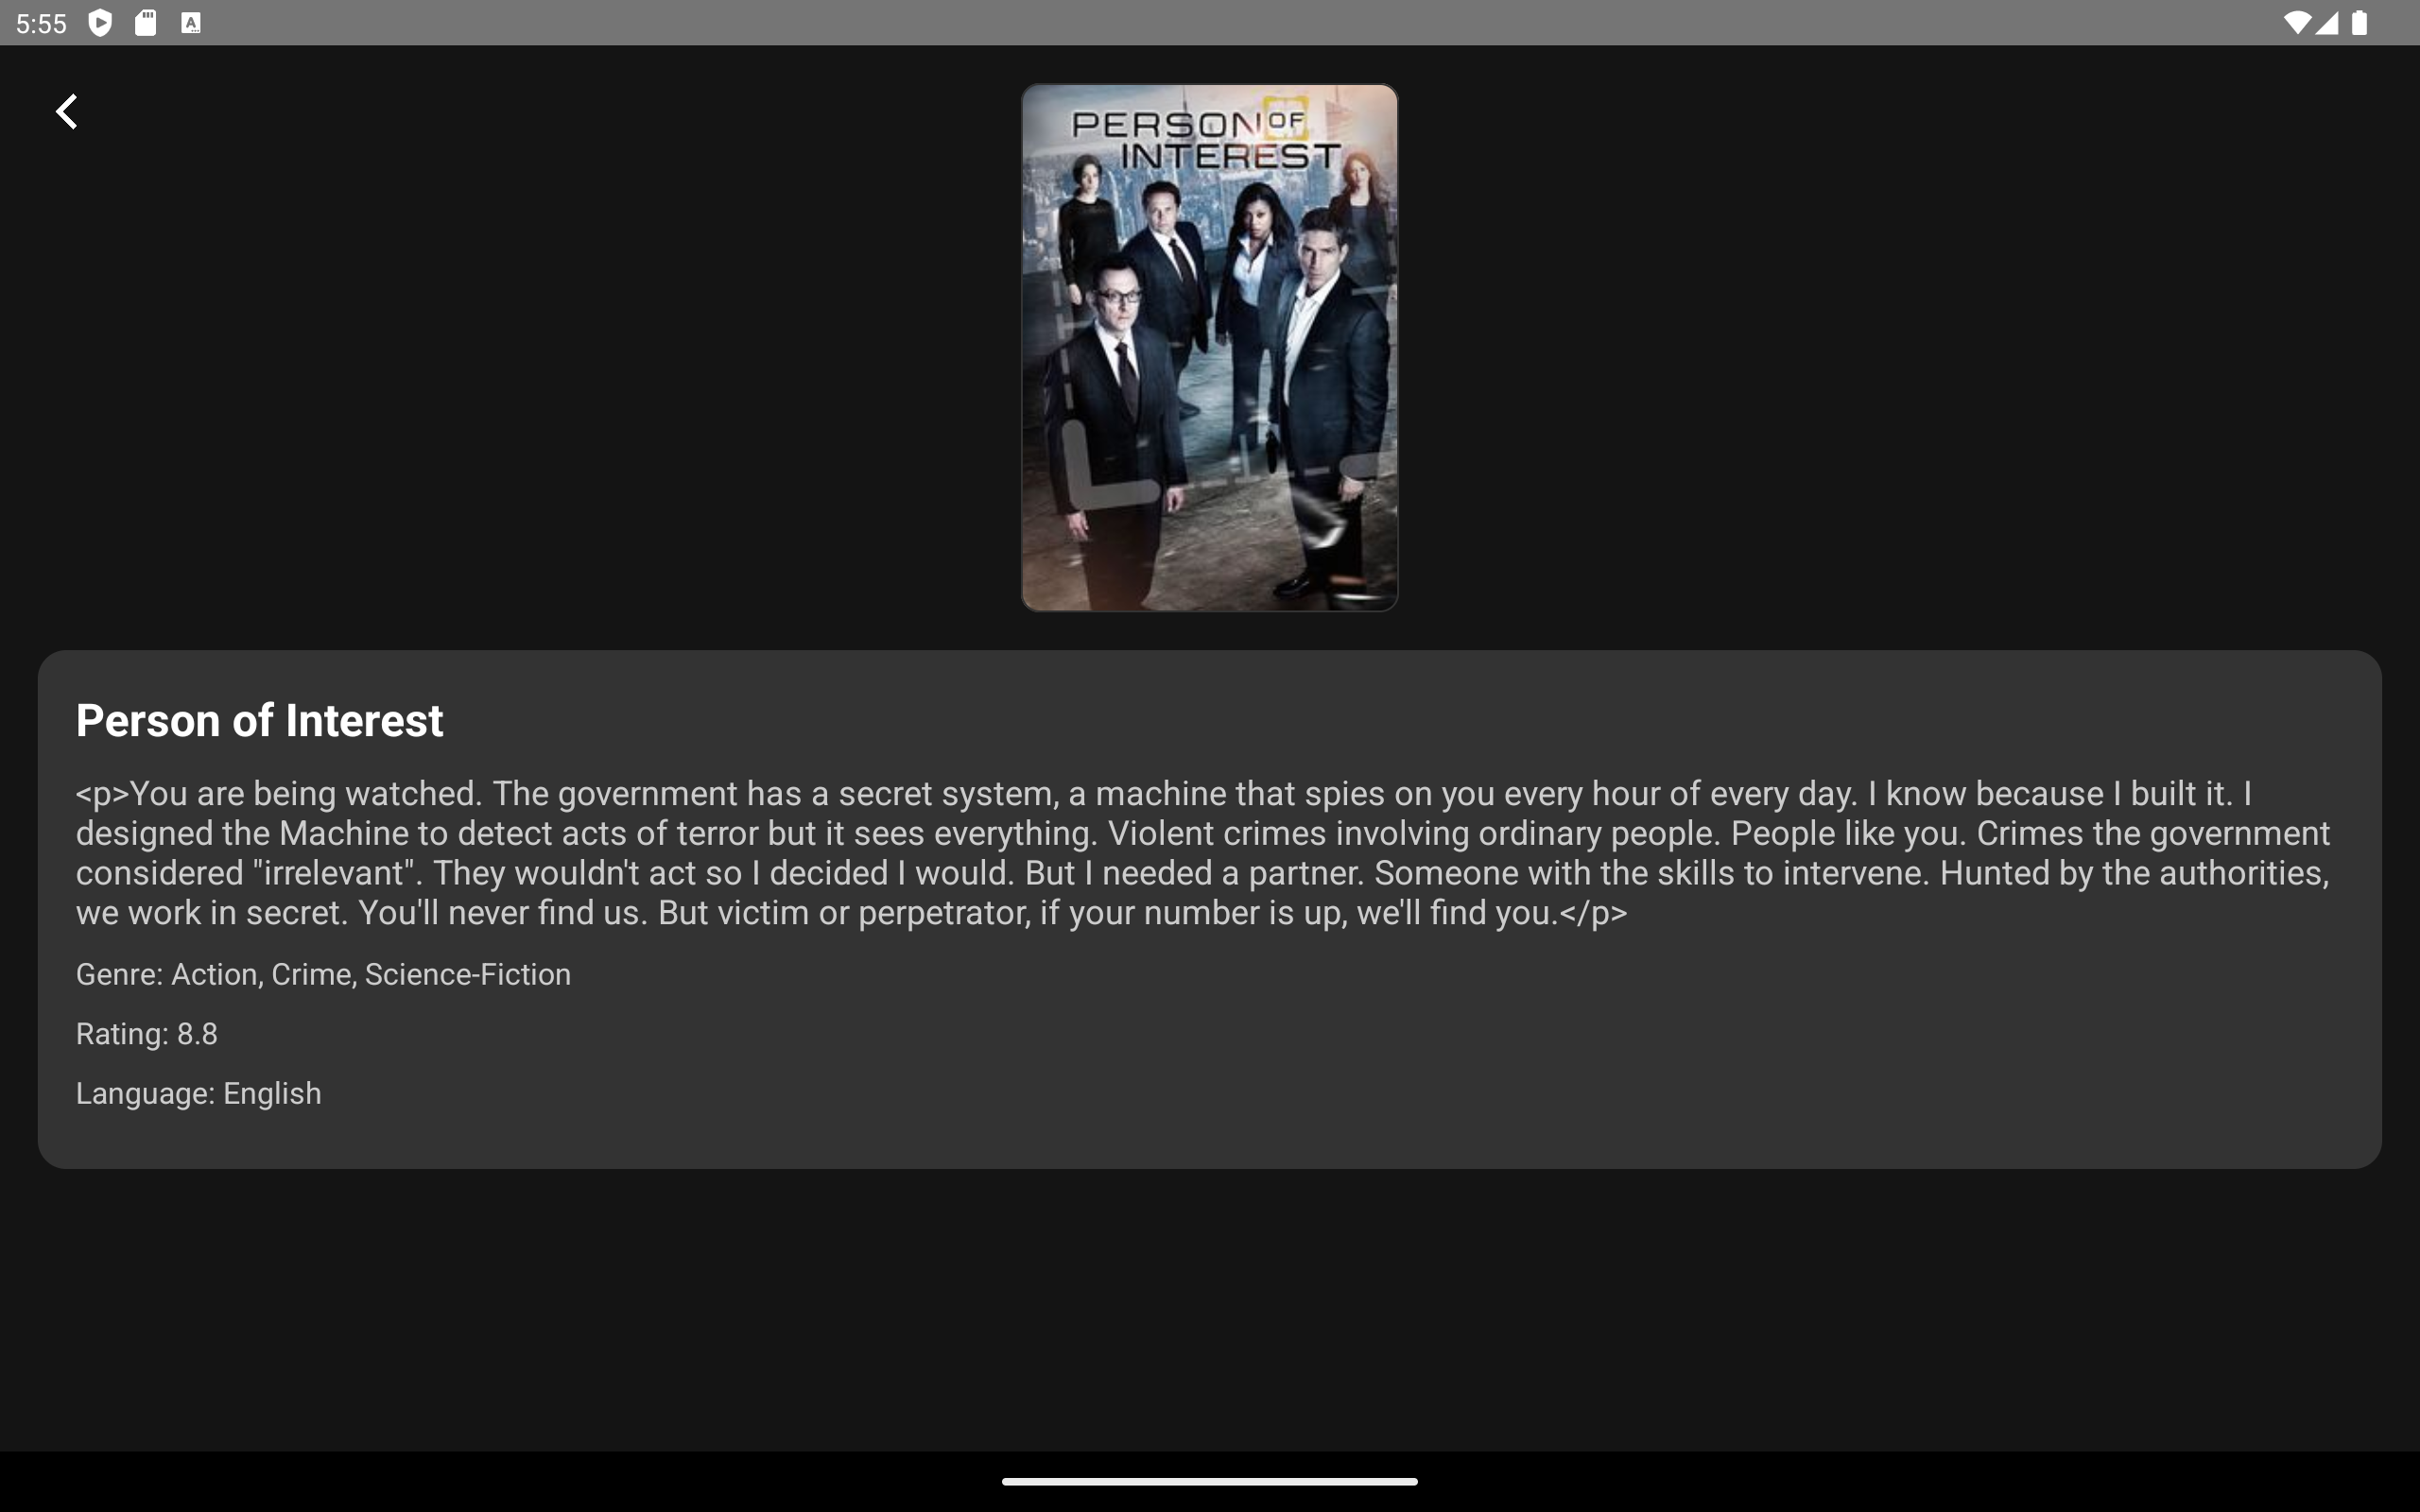 5:55
PERSON OF
INTEREST
Person of Interest
<p>You are being watched. The government has a secret system, a machine that spies on you every hour of every day. I know because I built it. I
designed the Machine to detect acts of terror but it sees everything. Violent crimes involving ordinary people. People like you. Crimes the government
considered "irrelevant". They wouldn't act so I decided I would. But I needed a partner. Someone with the skills to intervene. Hunted by the authorities,
we work in secret. You'll never find us. But victim or perpetrator, if your number is up, we'll find you.</p>
Genre: Action, Crime, Science-Fiction
Rating: 8.8
Language: English